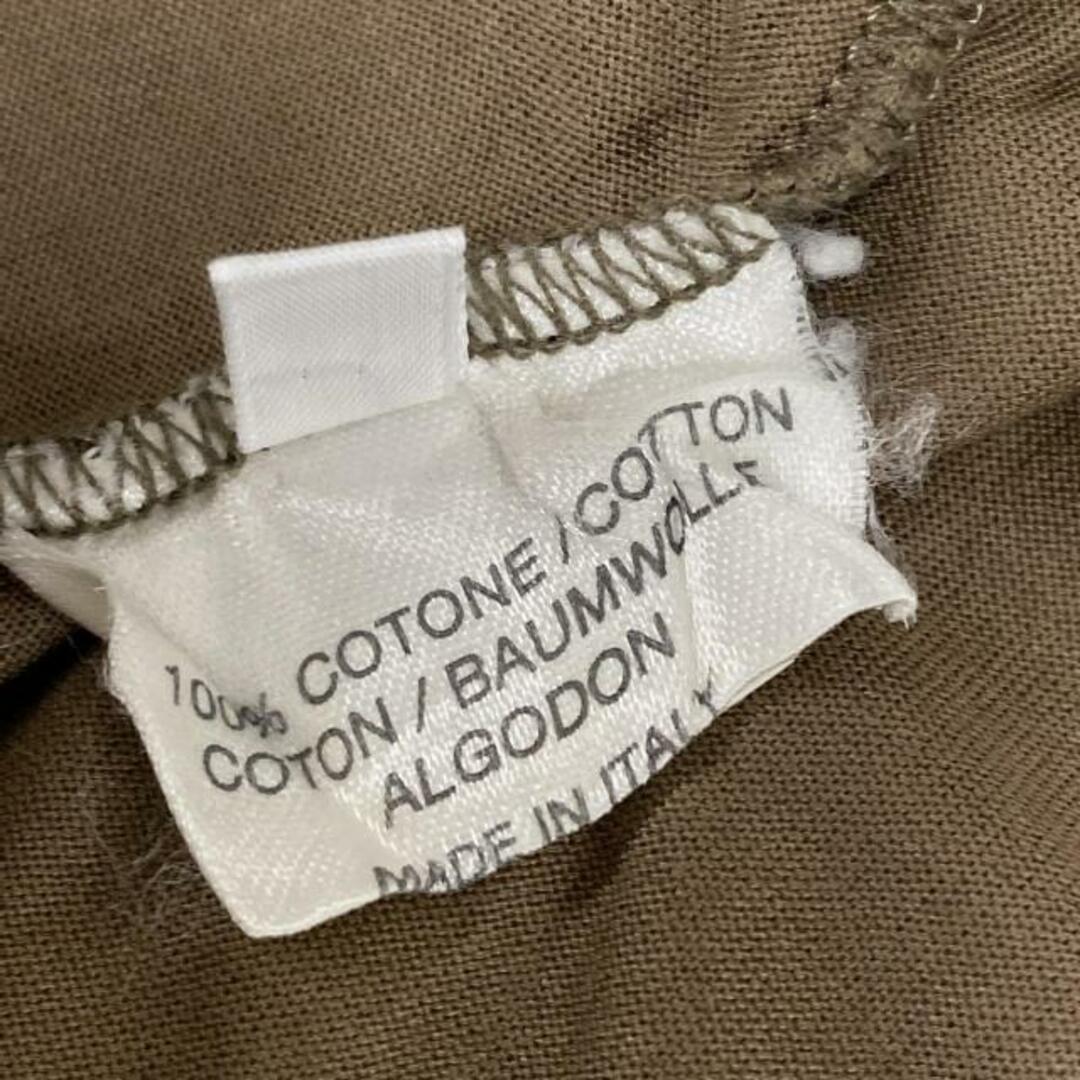 100% COTONE / COTTON
COTON / BAUMWOLLE
ALGODON
MADE IN ITALY